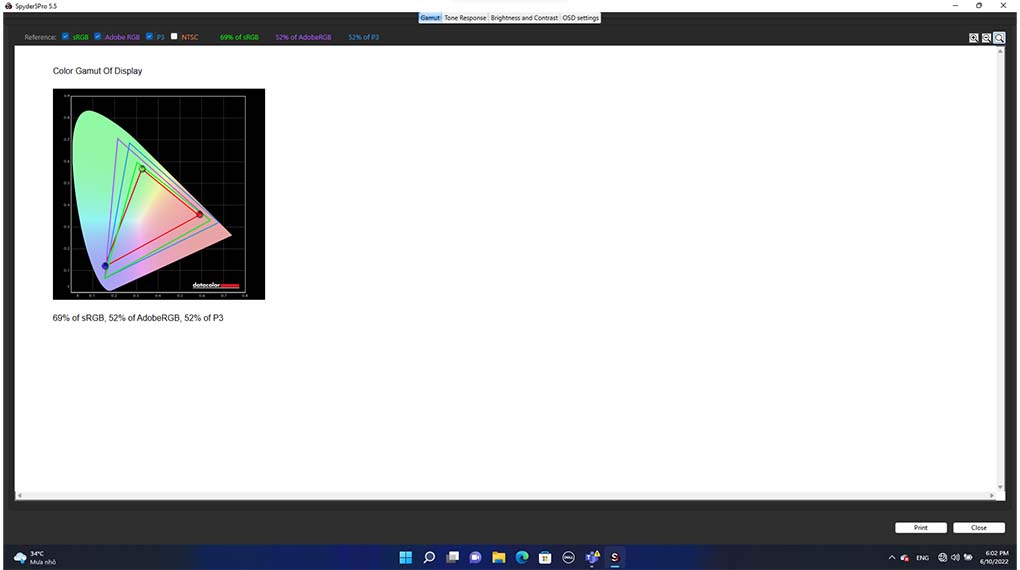 Spyder5Pro 5.5
Gamut Tone Response Brightness and Contrast OSD settings
Reference: sRGB Adobe RGB P3 NTSC 69% of sRGB 52% of AdobeRGB 52% of P3
Color Gamut Of Display
datacolor
69% of sRGB, 52% of AdobeRGB, 52% of P3
Print Close
34°C
Mưa nhỏ
ENG
6:02 PM
6/10/2022